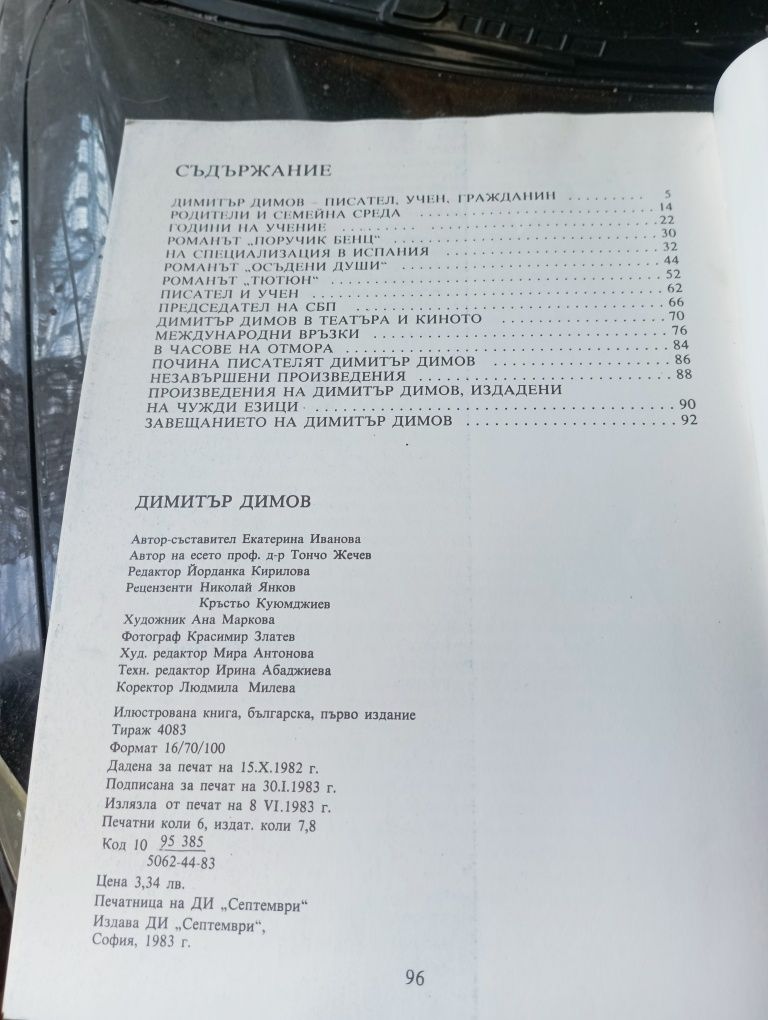 СЪДЪРЖАНИЕ
ДИМИТЪР ДИМОВ – ПИСАТЕЛ, УЧЕН, ГРАЖДАНИН . . . . . . . . . 5
РОДИТЕЛИ И СЕМЕЙНА СРЕДА . . . . . . . . . . . . . . . . . . . . . . . . 14
ГОДИНИ НА УЧЕНИЕ . . . . . . . . . . . . . . . . . . . . . . . . . . . . . . . 22
РОМАНЪТ „ПОРУЧИК БЕНЦ“ . . . . . . . . . . . . . . . . . . . . . . . . . . 30
НА СПЕЦИАЛИЗАЦИЯ В ИСПАНИЯ . . . . . . . . . . . . . . . . . . . . . . 32
РОМАНЪТ „ОСЪДЕНИ ДУШИ“ . . . . . . . . . . . . . . . . . . . . . . . . . . 44
РОМАНЪТ „ТЮТЮН“ . . . . . . . . . . . . . . . . . . . . . . . . . . . . . . . . 52
ПИСАТЕЛ И УЧЕН . . . . . . . . . . . . . . . . . . . . . . . . . . . . . . . . . . 62
ПРЕДСЕДАТЕЛ НА СБП . . . . . . . . . . . . . . . . . . . . . . . . . . . . . . 66
ДИМИТЪР ДИМОВ В ТЕАТЪРА И КИНОТО . . . . . . . . . . . . . . . . . . 70
МЕЖДУНАРОДНИ ВРЪЗКИ . . . . . . . . . . . . . . . . . . . . . . . . . . . . 76
В ЧАСОВЕ НА ОТМОРА . . . . . . . . . . . . . . . . . . . . . . . . . . . . . . 84
ПОЧИНА ПИСАТЕЛЯТ ДИМИТЪР ДИМОВ . . . . . . . . . . . . . . . . . . 86
НЕЗАВЪРШЕНИ ПРОИЗВЕДЕНИЯ . . . . . . . . . . . . . . . . . . . . . . . . 88
ПРОИЗВЕДЕНИЯ НА ДИМИТЪР ДИМОВ, ИЗДАДЕНИ
НА ЧУЖДИ ЕЗИЦИ . . . . . . . . . . . . . . . . . . . . . . . . . . . . . . . . . 90
ЗАВЕЩАНИЕТО НА ДИМИТЪР ДИМОВ . . . . . . . . . . . . . . . . . . . . 92
ДИМИТЪР ДИМОВ
Автор-съставител Екатерина Иванова
Автор на есето проф. д-р Тончо Жечев
Редактор Йорданка Кирилова
Рецензенти Николай Янков
Кръстьо Куюмджиев
Художник Ана Маркова
Фотограф Красимир Златев
Худ. редактор Мира Антонова
Техн. редактор Ирина Абаджиева
Коректор Людмила Милева
Илюстрована книга, българска, първо издание
Тираж 4083
Формат 16/70/100
Дадена за печат на 15.X.1982 г.
Подписана за печат на 30.I.1983 г.
Излязла от печат на 8 VI.1983 г.
Печатни коли 6, издат. коли 7,8
Код 10 95 385
5062-44-83
Цена 3,34 лв.
Печатница на ДИ „Септември“
Издава ДИ „Септември“,
София, 1983 г.
96